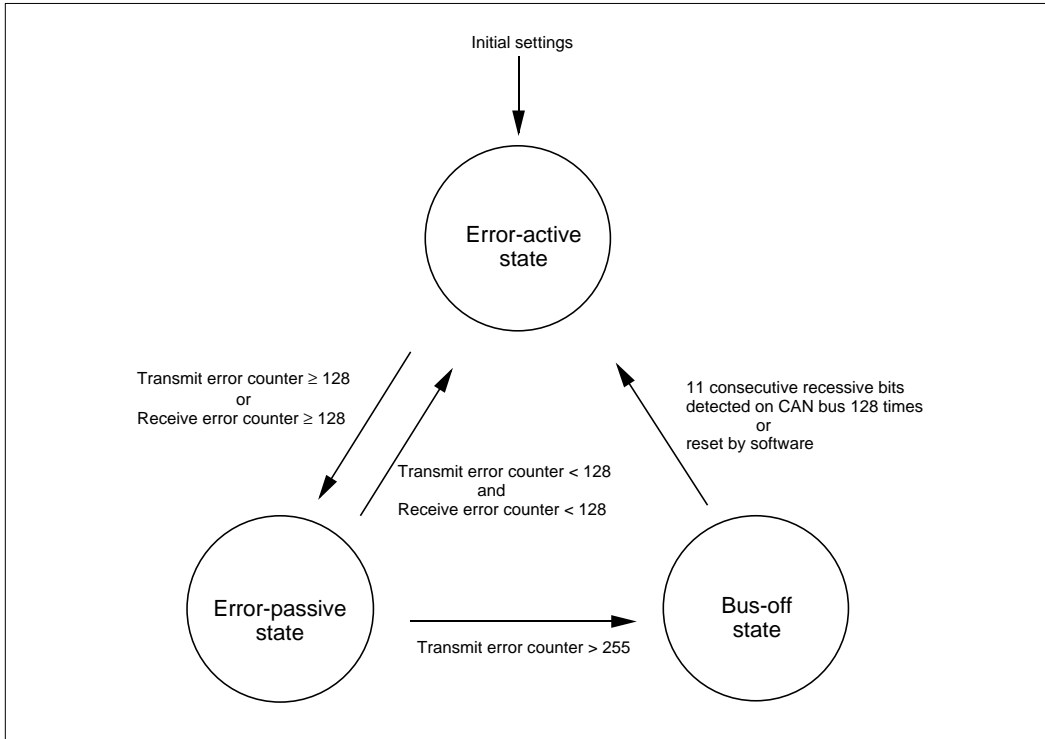 Initial settings
Error-active
state
Transmit error counter ≥ 128
or
Receive error counter ≥ 128
11 consecutive recessive bits
detected on CAN bus 128 times
or
reset by software
Transmit error counter < 128
and
Receive error counter < 128
Error-passive
state
Bus-off
state
Transmit error counter > 255